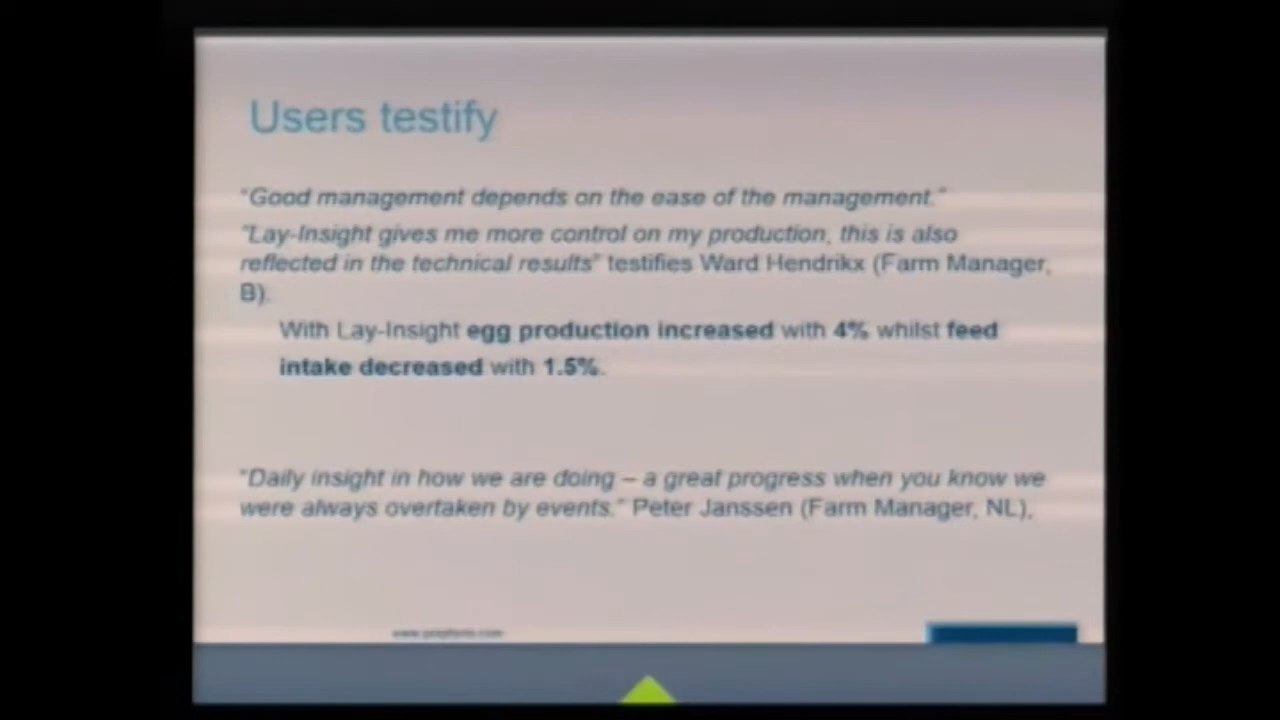 Users testify
"Good management depends on the ease of the management."
"Lay-Insight gives me more control on my production, this is also
reflected in the technical results" testifies Ward Hendrikx (Farm Manager,
B).
With Lay-Insight egg production increased with 4% whilst feed
intake decreased with 1.5%.
"Daily insight in how we are doing – a great progress when you know we
were always overtaken by events." Peter Janssen (Farm Manager, NL),